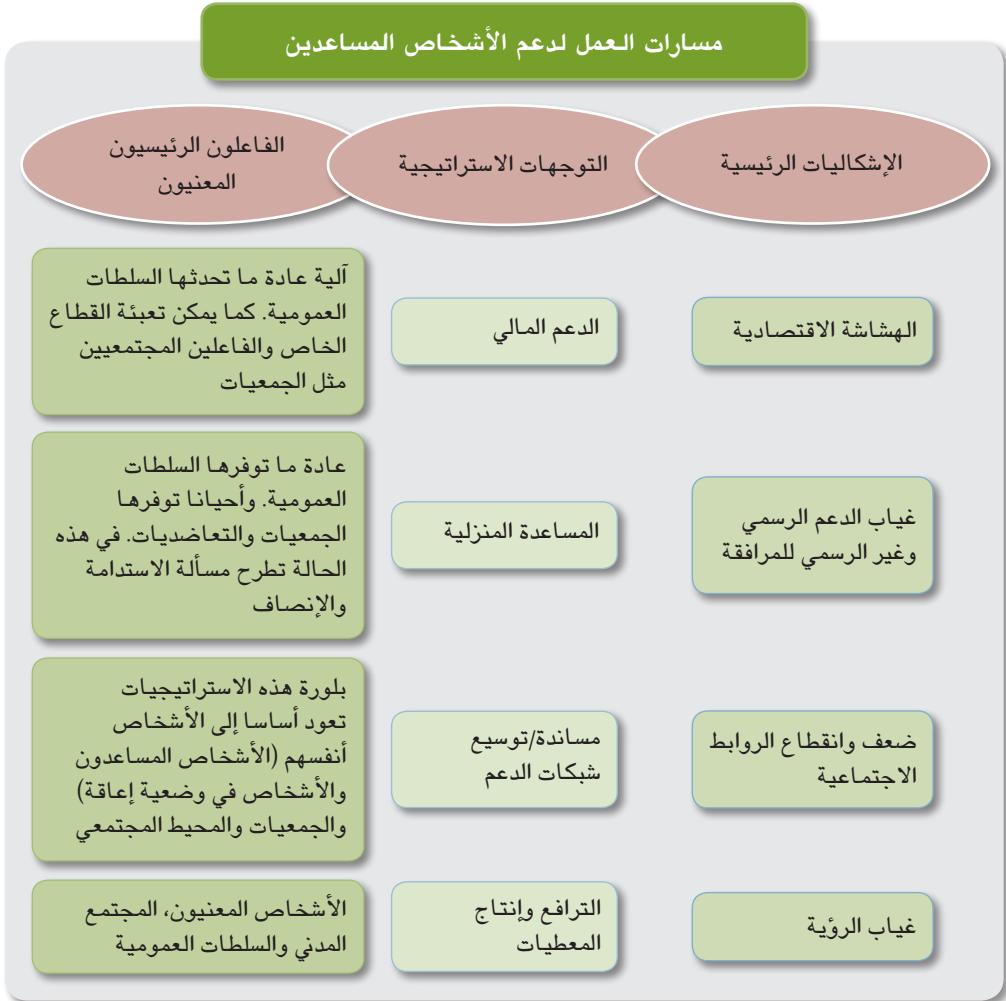 مسارات العمل لدعم الأشخاص المساعدين
الإشكاليات الرئيسية
التوجهات الاستراتيجية
الفاعلون الرئيسيون
المعنيون
الهشاشة الاقتصادية
الدعم المالي
آلية عادة ما تحدثها السلطات
العمومية. كما يمكن تعبئة القطاع
الخاص والفاعلين المجتمعيين
مثل الجمعيات
غياب الدعم الرسمي
وغير الرسمي للمرافقة
المساعدة المنزلية
عادة ما توفرها السلطات
العمومية. وأحيانا توفرها
الجمعيات والتعاضديات. في هذه
الحالة تطرح مسألة الاستدامة
والإنصاف
ضعف وانقطاع الروابط
الاجتماعية
مساندة/توسيع
شبكات الدعم
بلورة هذه الاستراتيجيات
تعود أساسا إلى الأشخاص
أنفسهم (الأشخاص المساعدون
والأشخاص في وضعية إعاقة)
والجمعيات والمحيط المجتمعي
غياب الرؤية
الترافع وإنتاج
المعطيات
الأشخاص المعنيون، المجتمع
المدني والسلطات العمومية